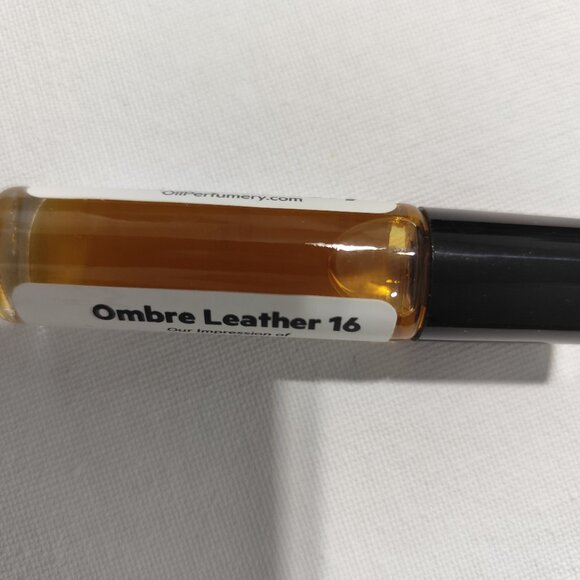 OilPerfumery.com
Ombre Leather 16
Our Impression of